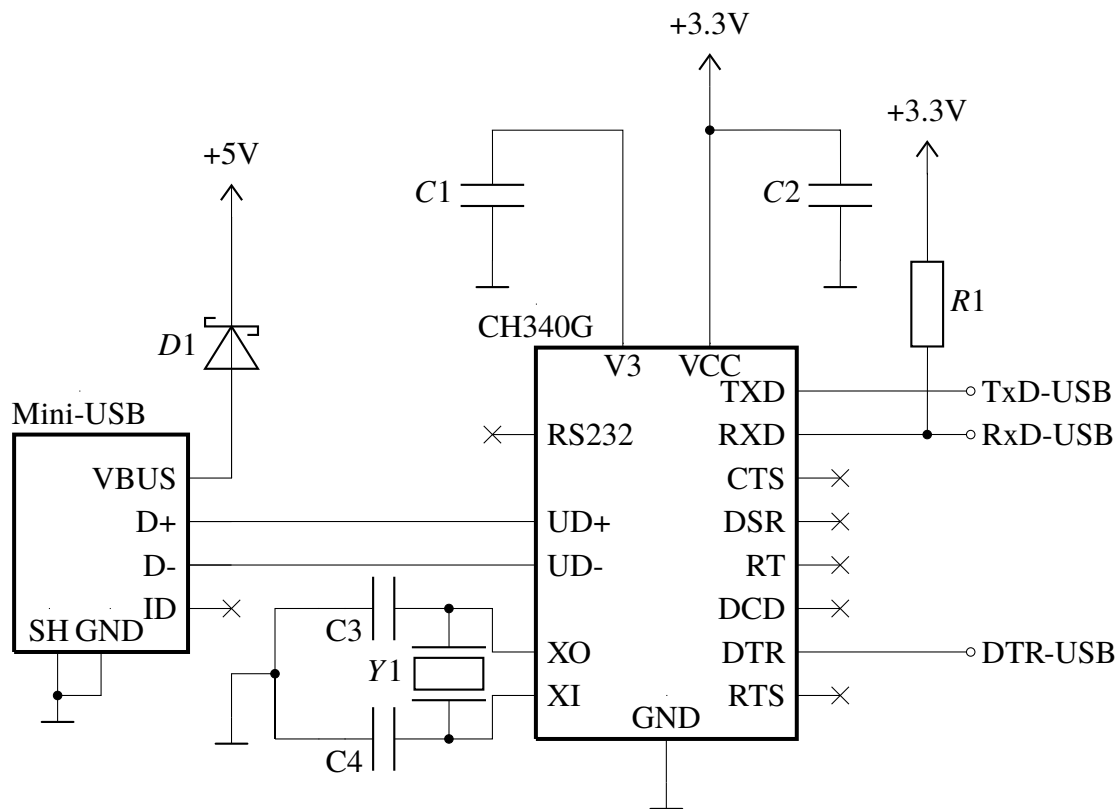 +3.3V
+3.3V
+5V
C1
C2
R1
CH340G
D1
V3 VCC
TXD
TxD-USB
Mini-USB
RS232
RXD
RxD-USB
VBUS
CTS
D+
UD+
DSR
D-
UD-
RT
ID
DCD
SH GND
C3
XO
DTR
DTR-USB
Y1
XI
RTS
GND
C4